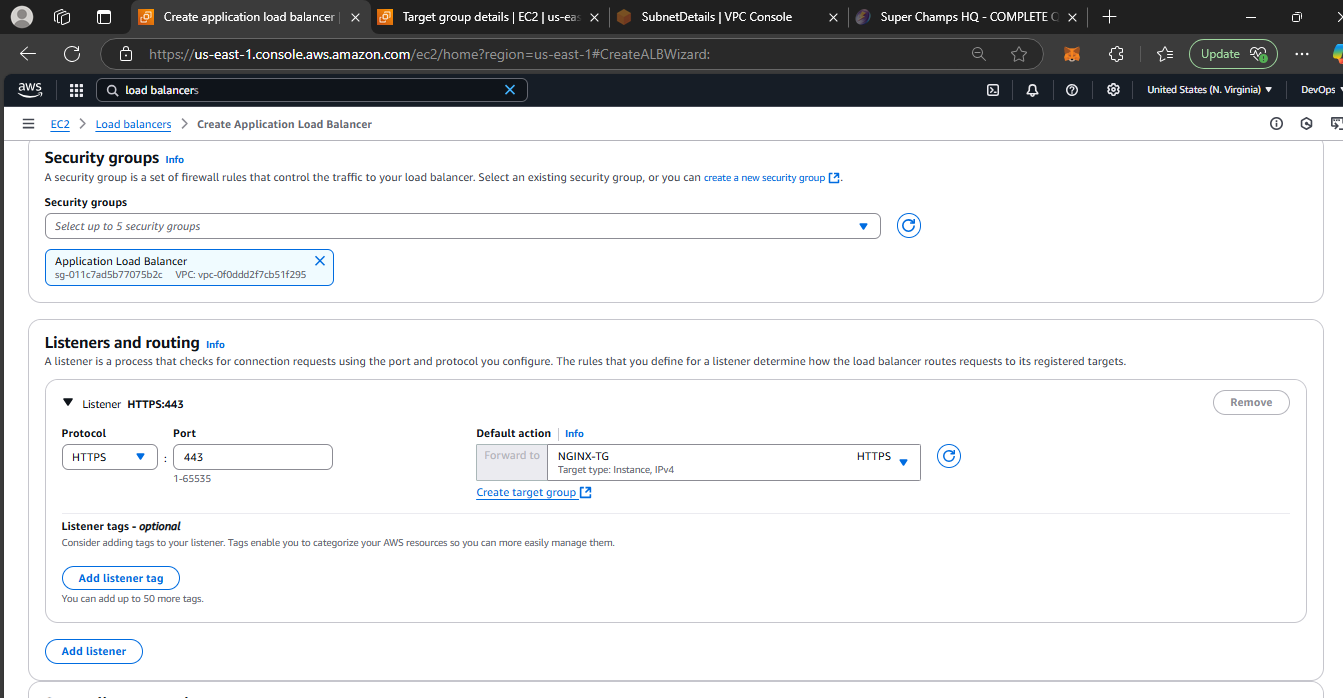 Create application load balancer |
Target group details | EC2 | us-eas
SubnetDetails | VPC Console
Super Champs HQ - COMPLETE
https://us-east-1.console.aws.amazon.com/ec2/home?region=us-east-1#CreateALBWizard:
Update
aws
load balancers
United States (N. Virginia)
DevOps
EC2 > Load balancers > Create Application Load Balancer
Security groups Info
A security group is a set of firewall rules that control the traffic to your load balancer. Select an existing security group, or you can create a new security group.
Security groups
Select up to 5 security groups
Application Load Balancer
sg-011c7ad5b77075b2c VPC: vpc-0f0ddd2f7cb51f295
Listeners and routing Info
A listener is a process that checks for connection requests using the port and protocol you configure. The rules that you define for a listener determine how the load balancer routes requests to its registered targets.
Listener HTTPS:443
Remove
Protocol
Port
Default action | Info
HTTPS
:
443
1-65535
Forward to
NGINX-TG
HTTPS
Target type: Instance, IPv4
Create target group
Listener tags - optional
Consider adding tags to your listener. Tags enable you to categorize your AWS resources so you can more easily manage them.
Add listener tag
You can add up to 50 more tags.
Add listener